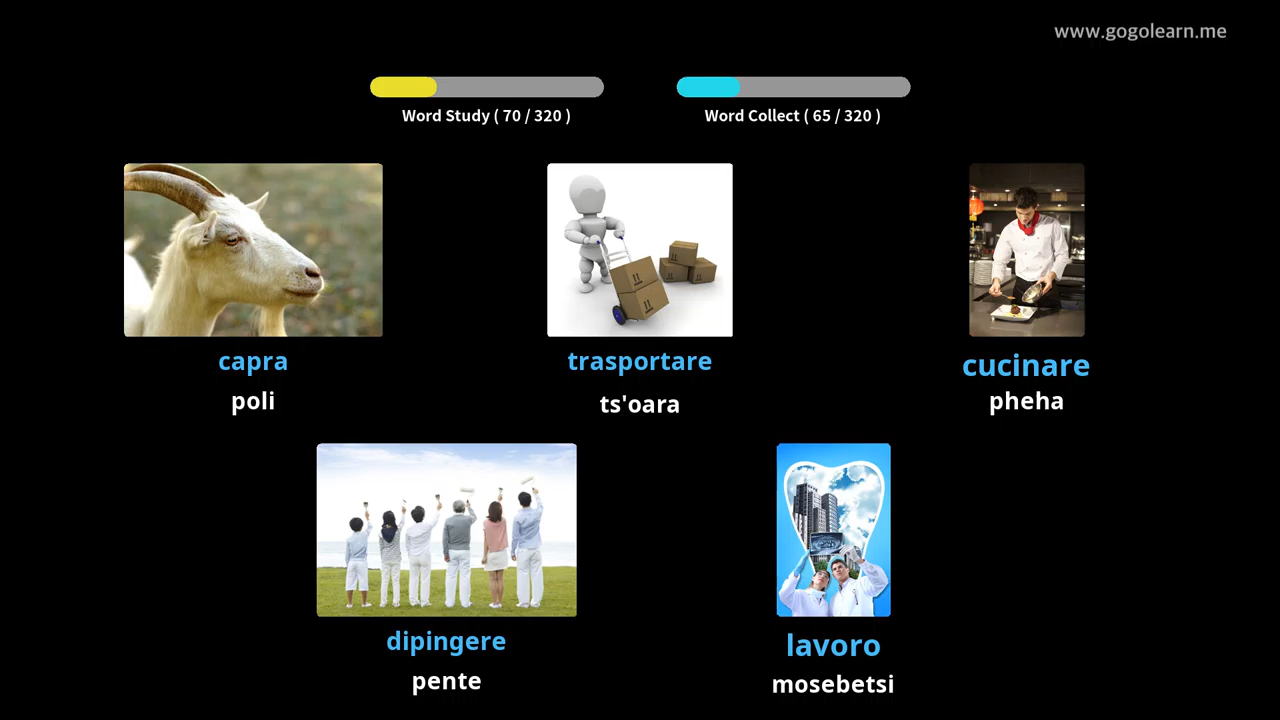 www.gogolearn.me
Word Study ( 70 / 320 )
Word Collect ( 65 / 320 )
capra
trasportare
cucinare
poli
ts'oara
pheha
dipingere
lavoro
pente
mosebetsi